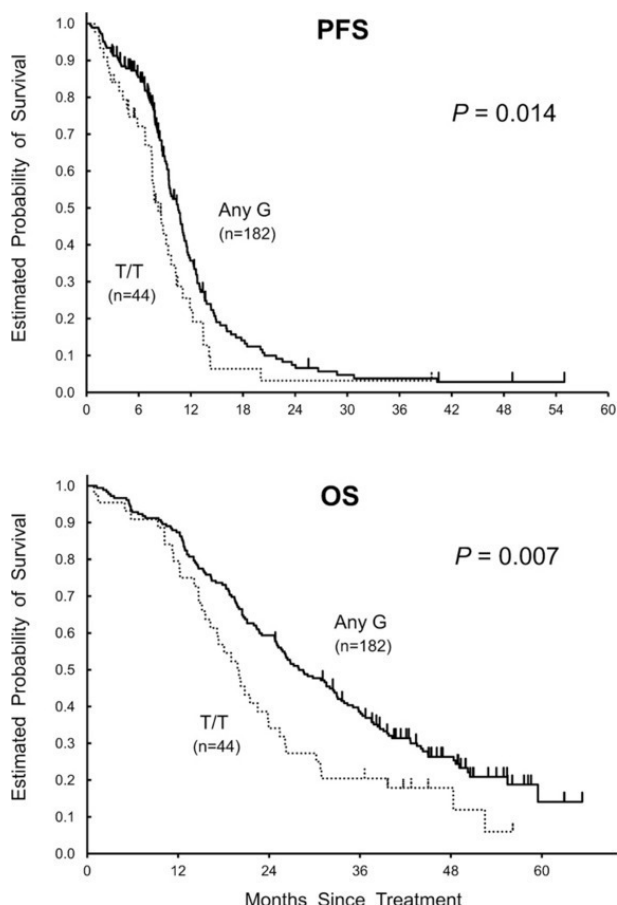 PFS
P = 0.014
Estimated Probability of Survival
1.0
0.9
0.8
0.7
0.6
0.5
0.4
0.3
0.2
0.1
0.0
Any G
(n=182)
T/T
(n=44)
0 6 12 18 24 30 36 42 48 54 60
OS
P = 0.007
Estimated Probability of Survival
1.0
0.9
0.8
0.7
0.6
0.5
0.4
0.3
0.2
0.1
0.0
Any G
(n=182)
T/T
(n=44)
0 12 24 36 48 60
Months Since Treatment